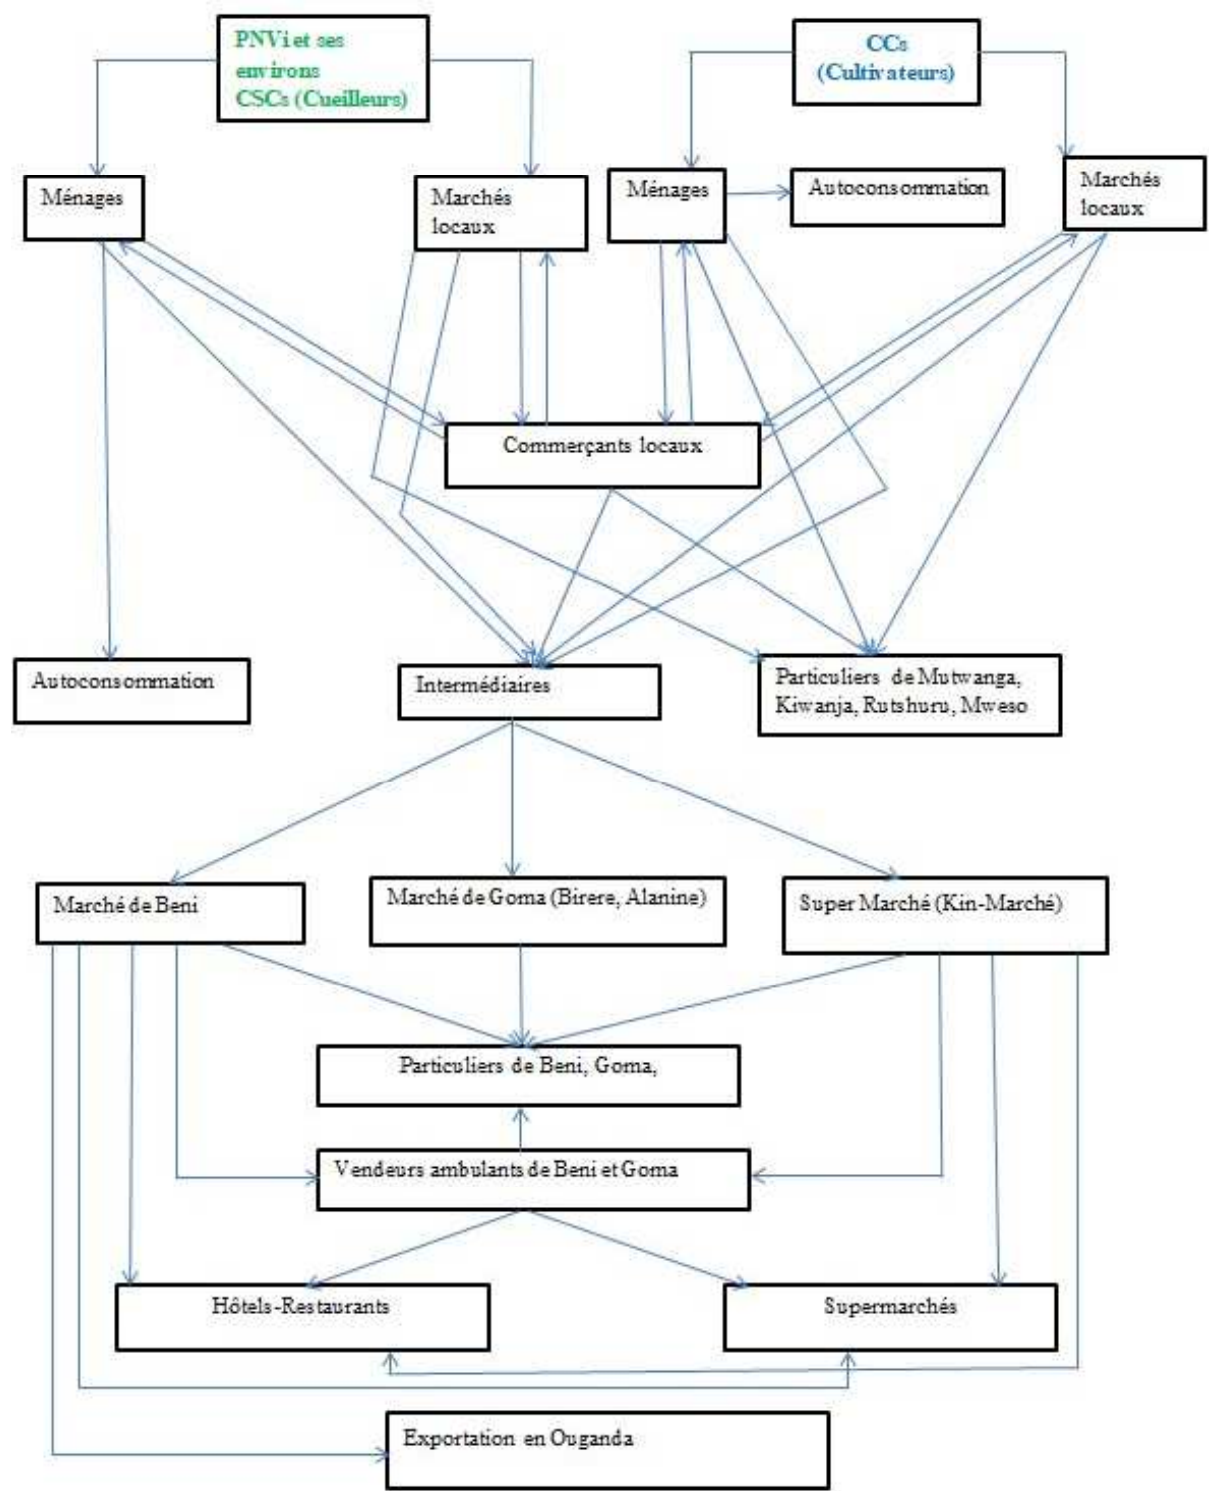 PNVi et ses
environs
CSCs (Cueilleurs)
CCs
(Cultivateurs)
Ménages
Marchés
locaux
Ménages
Autoconsommation
Marchés
locaux
Commerçants locaux
Autoconsommation
Intermédiaires
Particuliers de Mutwanga,
Kiwanja, Rutshuru, Mweso
Marché de Beni
Marché de Goma (Birere, Alanine)
Super Marché (Kin-Marché)
Particuliers de Beni, Goma,
Vendeurs ambulants de Beni et Goma
Hôtels-Restaurants
Supermarchés
Exportation en Ouganda